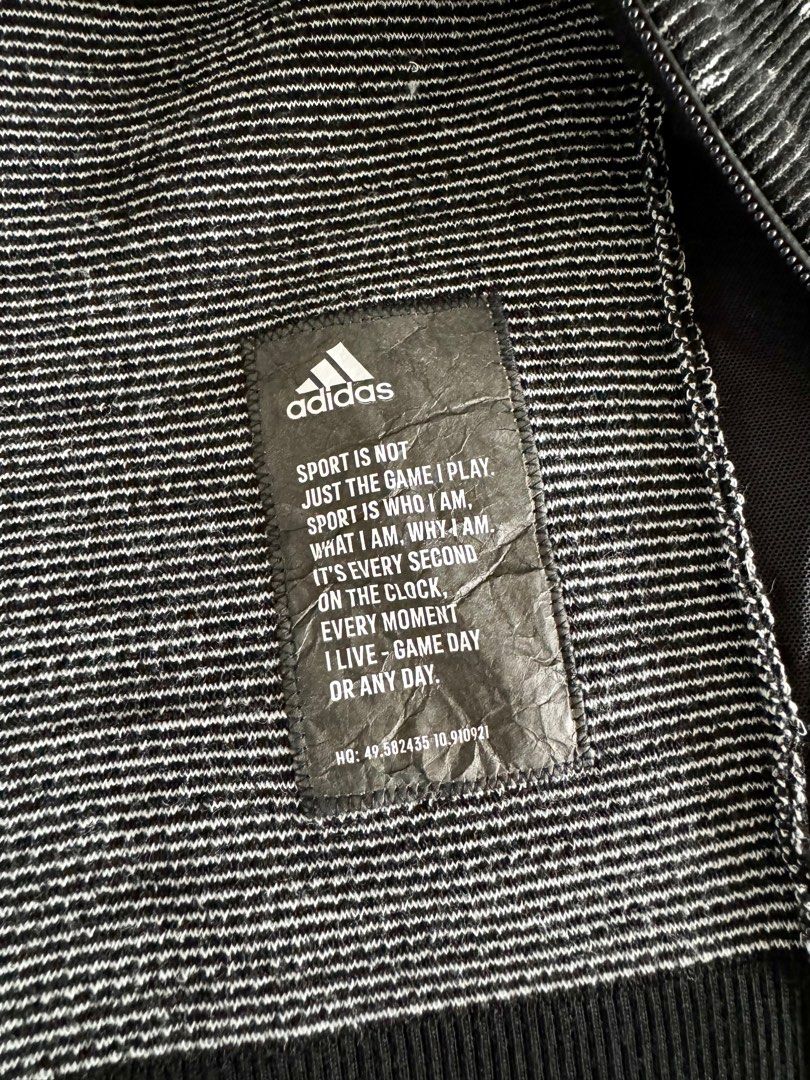 adidas
SPORT IS NOT
JUST THE GAME I PLAY.
SPORT IS WHO I AM,
WHAT I AM, WHY I AM.
IT'S EVERY SECOND
ON THE CLOCK,
EVERY MOMENT
I LIVE - GAME DAY
OR ANY DAY.
HQ: 49.582435 10.910921